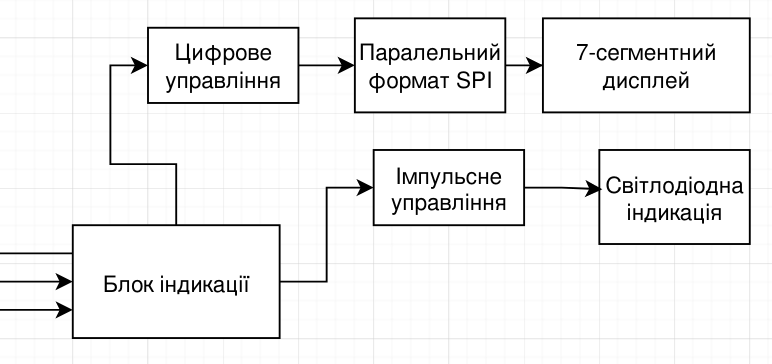 Цифрове
управління
Паралельний
формат SPI
7-сегментний
дисплей
Імпульсне
управління
Світлодіодна
індикація
Блок індикації